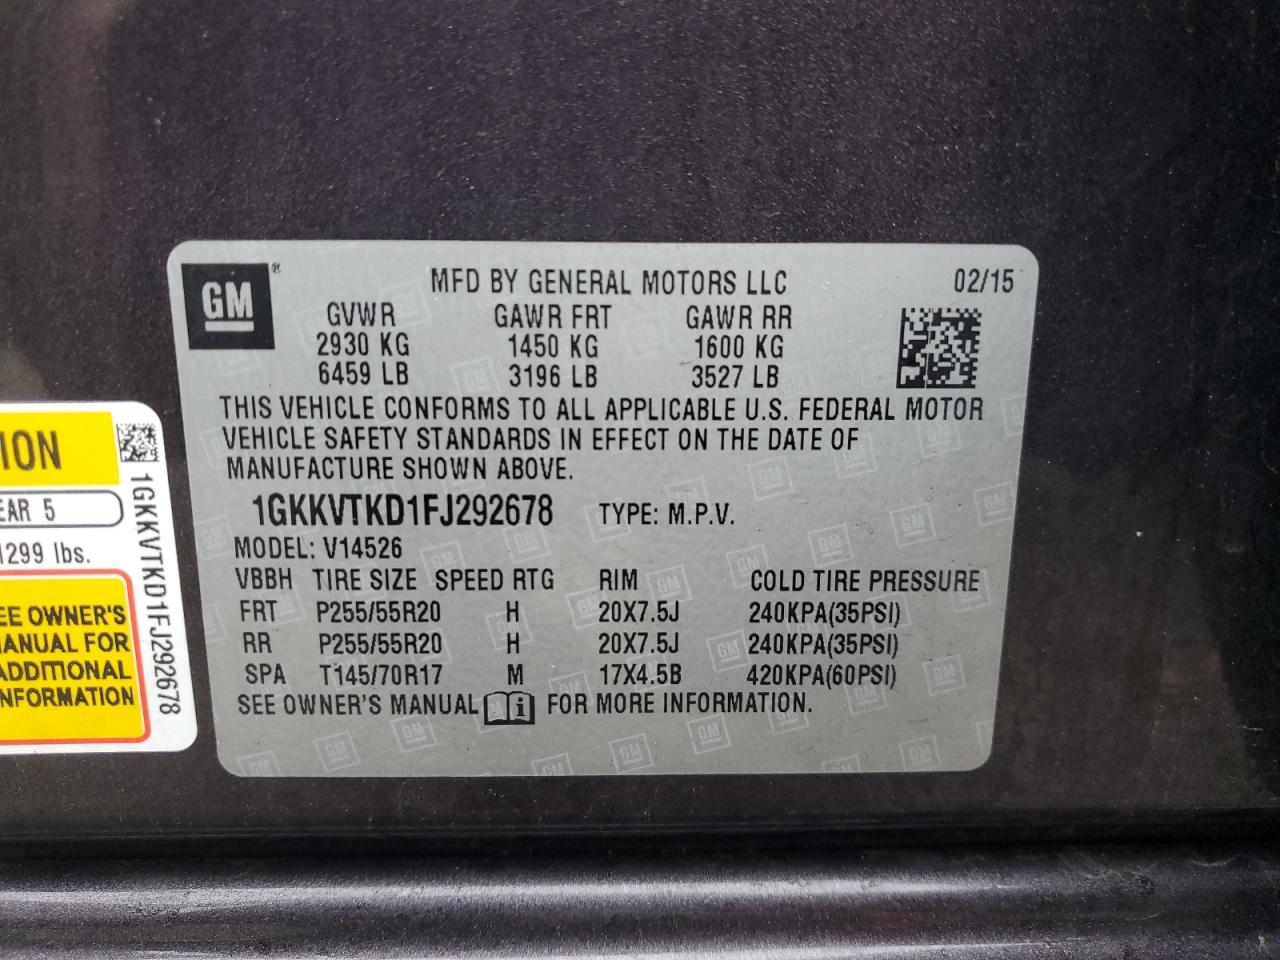 GM ®
MFD BY GENERAL MOTORS LLC 02/15
GVWR GAWR FRT GAWR RR
2930 KG 1450 KG 1600 KG
6459 LB 3196 LB 3527 LB
THIS VEHICLE CONFORMS TO ALL APPLICABLE U.S. FEDERAL MOTOR
VEHICLE SAFETY STANDARDS IN EFFECT ON THE DATE OF
MANUFACTURE SHOWN ABOVE.
1GKKVTKD1FJ292678 TYPE: M.P.V.
MODEL: V14526
VBBH TIRE SIZE SPEED RTG RIM COLD TIRE PRESSURE
FRT P255/55R20 H 20X7.5J 240KPA(35PSI)
RR P255/55R20 H 20X7.5J 240KPA(35PSI)
SPA T145/70R17 M 17X4.5B 420KPA(60PSI)
SEE OWNER'S MANUAL i FOR MORE INFORMATION.
ION
EAR 5
1299 lbs.
EE OWNER'S
ANUAL FOR
ADDITIONAL
NFORMATION
1GKKVTKD1FJ292678